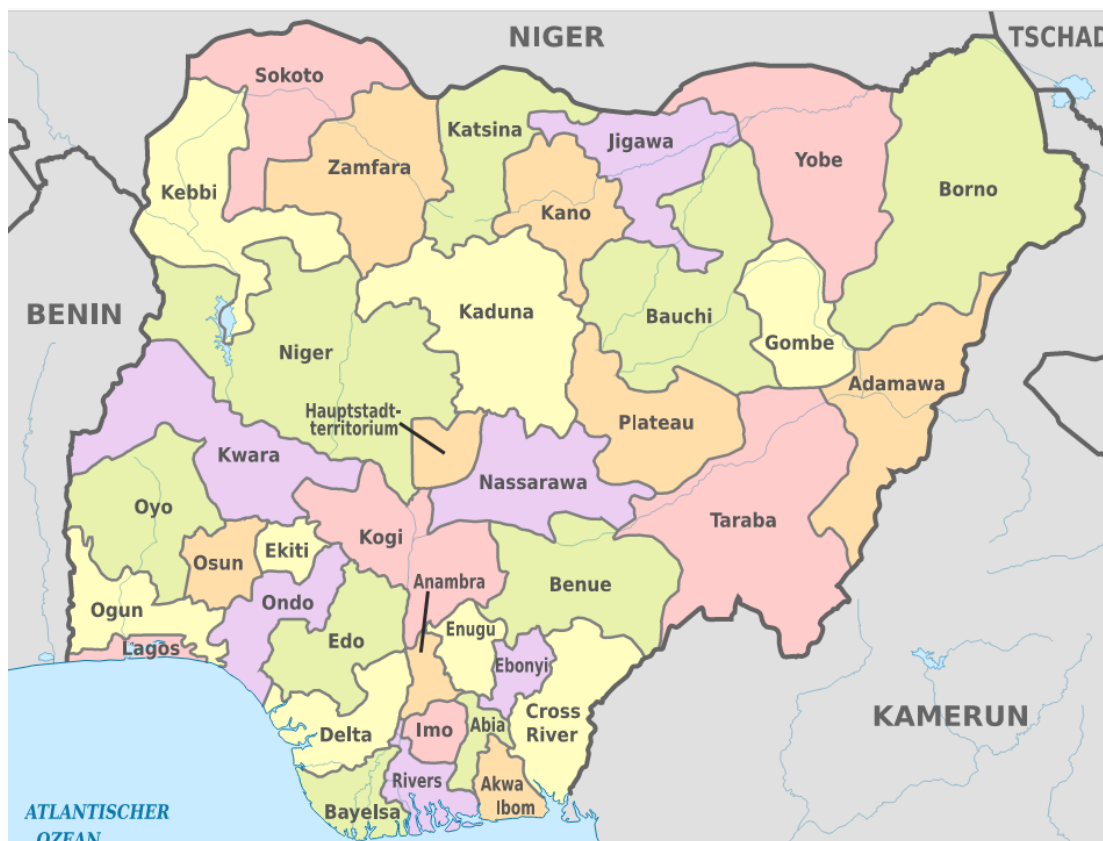 NIGER
TSCHAD
Sokoto
Katsina
Jigawa
Yobe
Zamfara
Kebbi
Borno
Kano
BENIN
Kaduna
Bauchi
Gombe
Niger
Adamawa
Hauptstadt-
territorium
Plateau
Kwara
Nassarawa
Oyo
Taraba
Kogi
Ekiti
Osun
Anambra
Benue
Ondo
Ogun
Edo
Enugu
Lagos
Ebonyi
Cross
River
KAMERUN
Delta
Imo
Abia
Rivers
Akwa
Ibom
Bayelsa
ATLANTISCHER
OZEAN